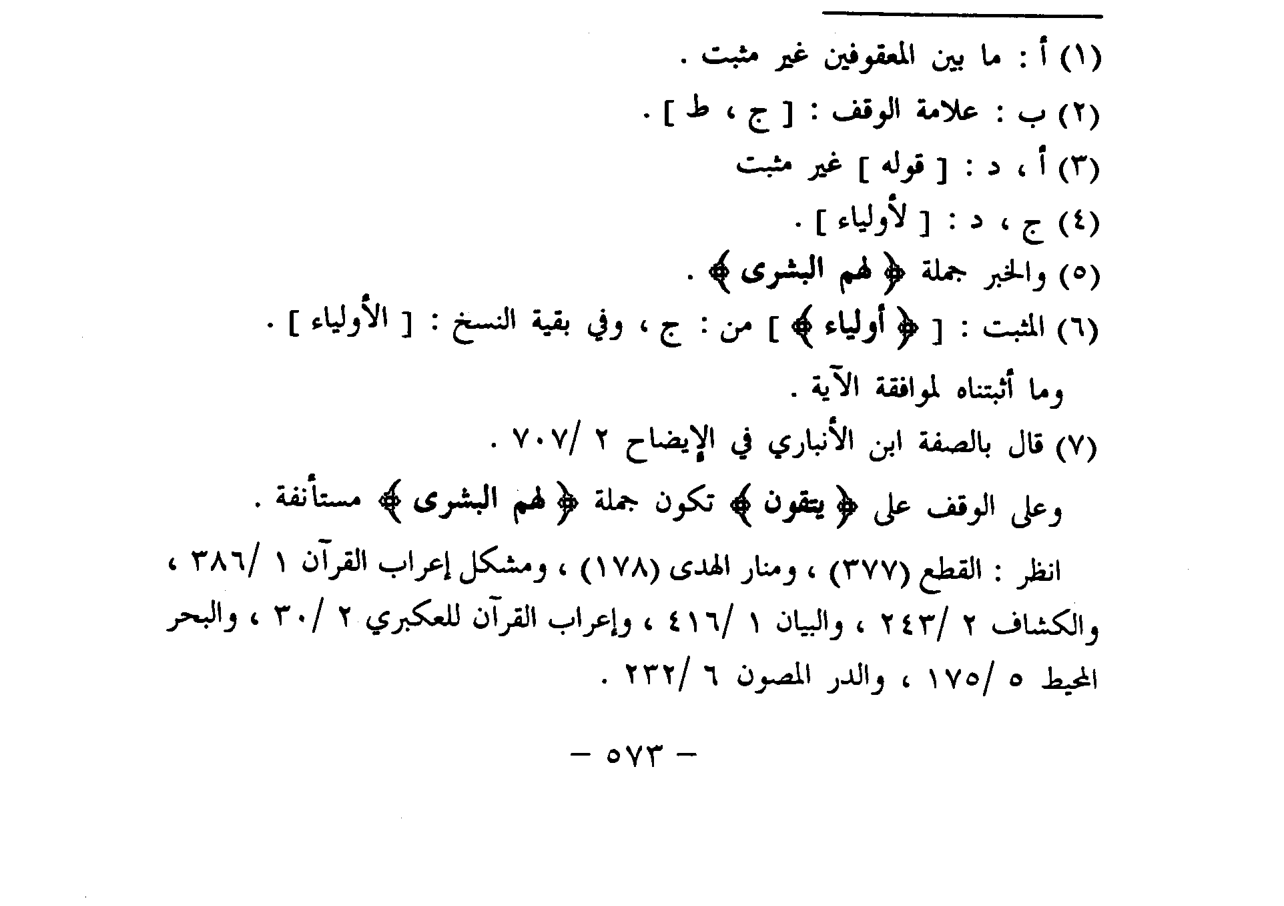 (١) أ : ما بين المعقوفين غير مثبت .
(٢) ب : علامة الوقف : [ ج ، ط ] .
(٣) أ ، د : [ قوله ] غير مثبت
(٤) ج ، د : [ لأولياء ] .
(٥) والخبر جملة ﴿ لهم البشرى ﴾ .
(٦) المثبت : [ ﴿ أولياء ﴾ ] من : ج ، وفي بقية النسخ : [ الأولياء ] .
وما أثبتناه لموافقة الآية .
(٧) قال بالصفة ابن الأنباري في الإيضاح ٢ /٧٠٧ .
وعلى الوقف على ﴿ يتقون ﴾ تكون جملة ﴿ لهم البشرى ﴾ مستأنفة .
انظر : القطع (٣٧٧) ، ومنار الهدى (١٧٨) ، ومشكل إعراب القرآن ١ /٣٨٦ ،
والكشاف ٢ /٢٤٣ ، والبيان ١ /٤١٦ ، وإعراب القرآن للعكبري ٢ /٣٠ ، والبحر
المحيط ٥ /١٧٥ ، والدر المصون ٦ /٢٣٢ .
– ٥٧٣ –